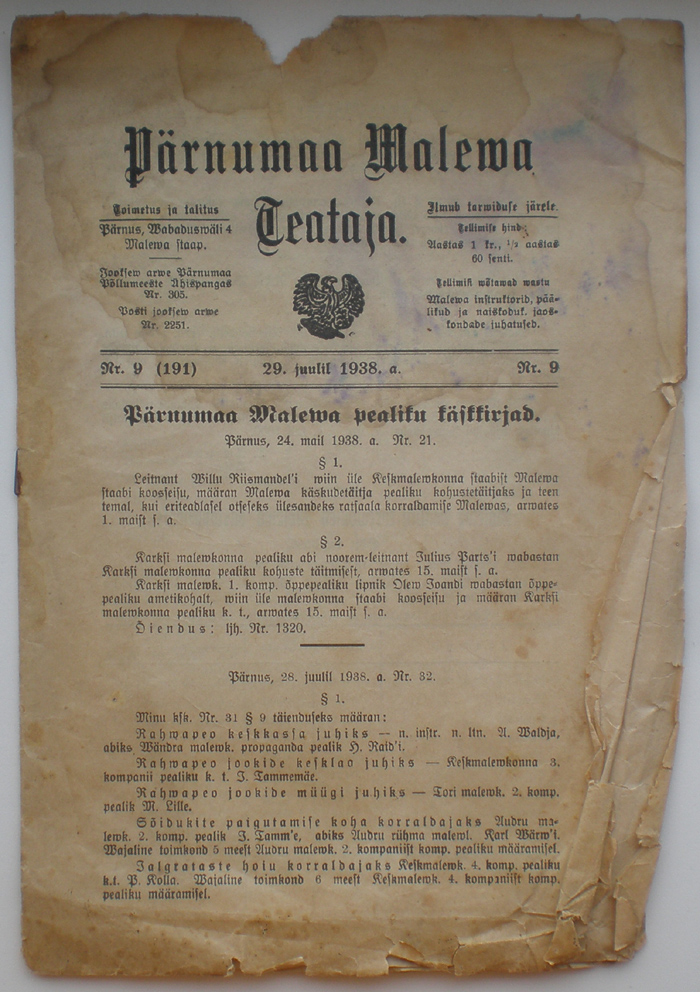 Pärnumaa Malewa
Teataja.
Toimetus ja talitus
Pärnus, Wabaduswäli 4
Malewa staap.
Jooksew arwe Pärnumaa
Põllumeeste Ühispangas
Nr. 305.
Posti jooksew arwe
Nr. 2251.
Ilmub tarwiduse järele.
Tellimise hind:
Aastas 1 kr., ½ aastas
60 senti.
Tellimisi wõtawad wastu
Malewa instruktorid, pää-
likud ja naiskoduk. jaos-
kondade juhatused.
Nr. 9 (191) 29. juulil 1938. a. Nr. 9
Pärnumaa Malewa pealiku käskkirjad.
Pärnus, 24. mail 1938. a. Nr. 21.
§ 1.
Leitnant Willu Riismandel'i wiin üle Keskmalewkonna staabist Malewa
staabi koosseisu, määran Malewa käskudetäitja pealiku kohustetäitjaks ja teen
temal, kui eriteadlasel otseseks ülesandeks ratsaala korraldamise Malewas, arwates
1. maist s. a.
§ 2.
Karksi malewkonna pealiku abi noorem-leitnant Julius Parts'i wabastan
Karksi malewkonna pealiku kohuste täitmisest, arwates 15. maist s. a.
Karksi malewk. 1. komp. õppepealiku lipnik Olew Joandi wabastan õppe-
pealiku ametikohalt, wiin üle malewkonna staabi koosseisu ja määran Karksi
malewkonna pealiku k. t., arwates 15. maist s. a.
Õiendus: ljh. Nr. 1320.
Pärnus, 28. juulil 1938. a. Nr. 32.
§ 1.
Minu ksk. Nr. 31 § 9 täienduseks määran:
Rahwapeo keskkassa juhiks — n. instr. n. ltn. A. Waldja,
abiks Wändra malewk. propaganda pealik H. Raid'i.
Rahwapeo jookide kesklao juhiks — Keskmalewkonna 3.
kompanii pealiku k. t. J. Tammemäe.
Rahwapeo jookide müügi juhiks — Tori malewk. 2. komp.
pealik M. Lille.
Sõidukite paigutamise koha korraldajaks Audru ma-
lewk. 2. komp. pealik J. Tamm'e, abiks Audru rühma malewl. Karl Wärw'i.
Wajaline toimkond 5 meest Audru malewk. 2. kompaniist komp. pealiku määramisel.
Jalgrataste hoiu korraldajaks Keskmalewk. 4. komp. pealiku
k.t. P. Kolla. Wajaline toimkond 6 meest Keskmalewk. 4. kompaniist komp.
pealiku määramisel.